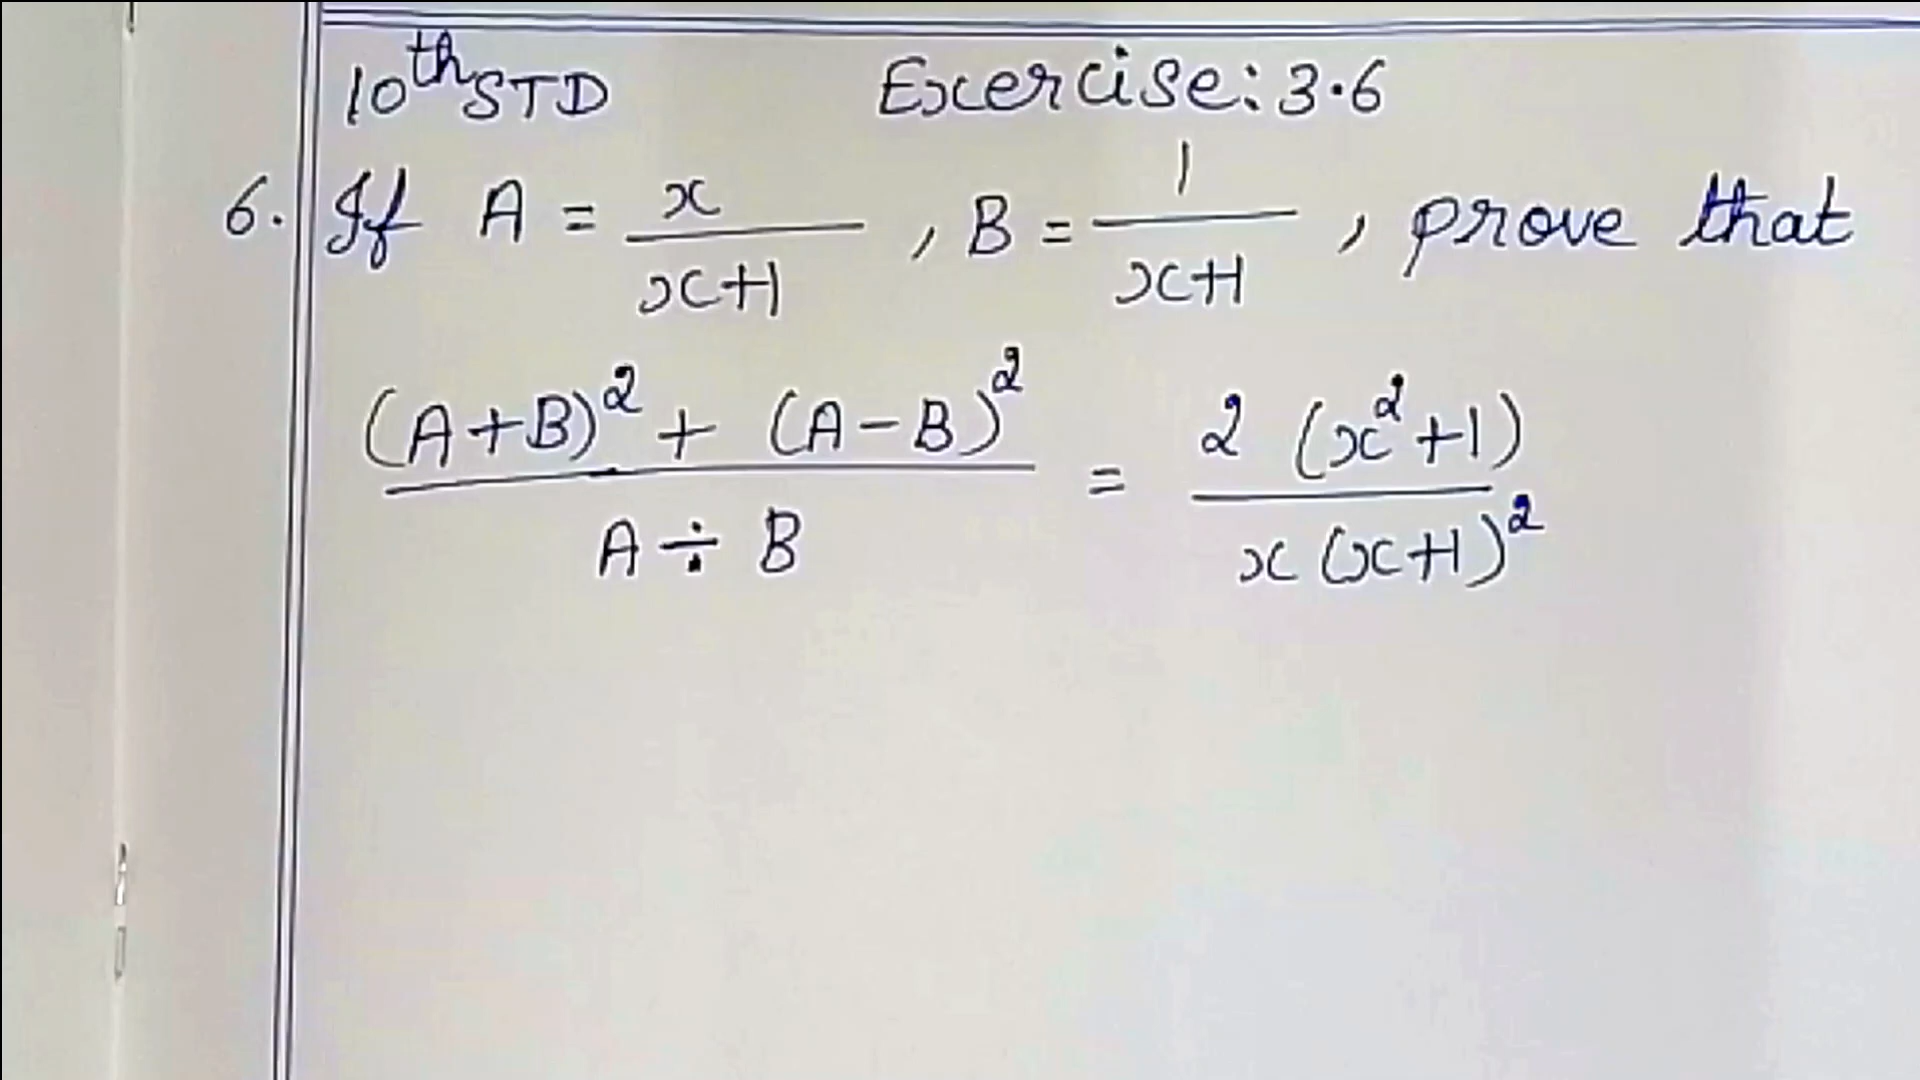 10th STD Exercise: 3.6
6. If A = x/(x+1), B = 1/(x+1), prove that
((A+B)² + (A-B)²)/(A ÷ B) = 2 (x²+1)/(x (x+1)²)